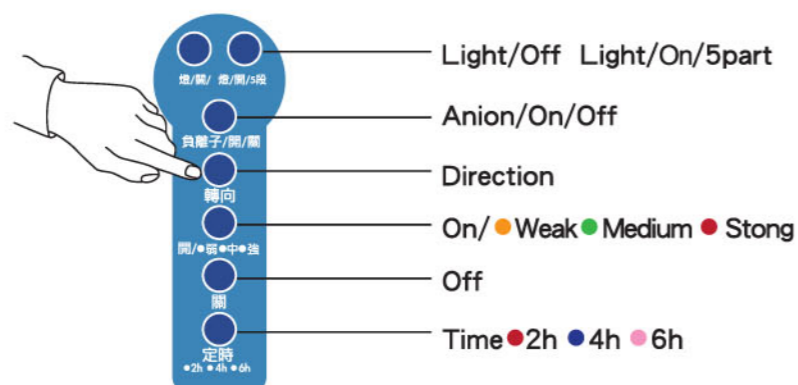 燈/關/ 燈/開/5段
Light/Off Light/On/5part
負離子/開/關
Anion/On/Off
轉向
Direction
開/●弱●中●強
On/ ●Weak ●Medium ● Stong
關
Off
定時
●2h ●4h ●6h
Time ●2h ●4h ●6h